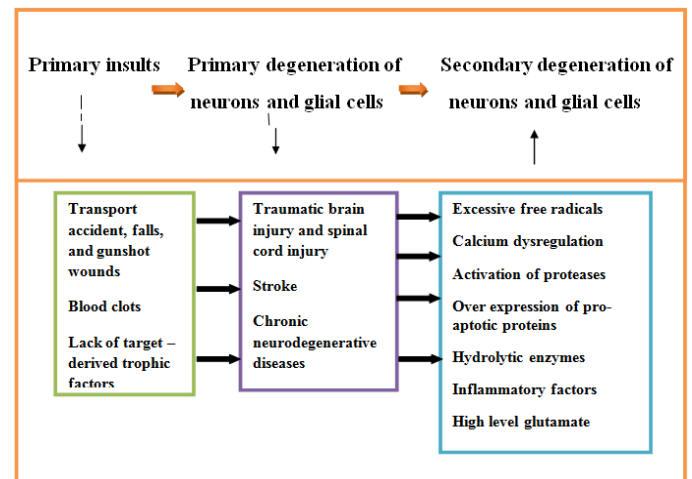 Primary insults
Primary degeneration of
neurons and glial cells
Secondary degeneration of
neurons and glial cells
Transport
accident, falls,
and gunshot
wounds
Blood clots
Lack of target –
derived trophic
factors
Traumatic brain
injury and spinal
cord injury
Stroke
Chronic
neurodegenerative
diseases
Excessive free radicals
Calcium dysregulation
Activation of proteases
Over expression of pro-
aptotic proteins
Hydrolytic enzymes
Inflammatory factors
High level glutamate